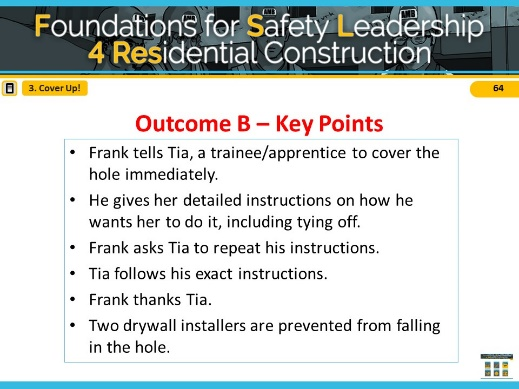 Foundations for Safety Leadership
4 Residential Construction
3. Cover Up!
64
Outcome B – Key Points
• Frank tells Tia, a trainee/apprentice to cover the
hole immediately.
• He gives her detailed instructions on how he
wants her to do it, including tying off.
• Frank asks Tia to repeat his instructions.
• Tia follows his exact instructions.
• Frank thanks Tia.
• Two drywall installers are prevented from falling
in the hole.